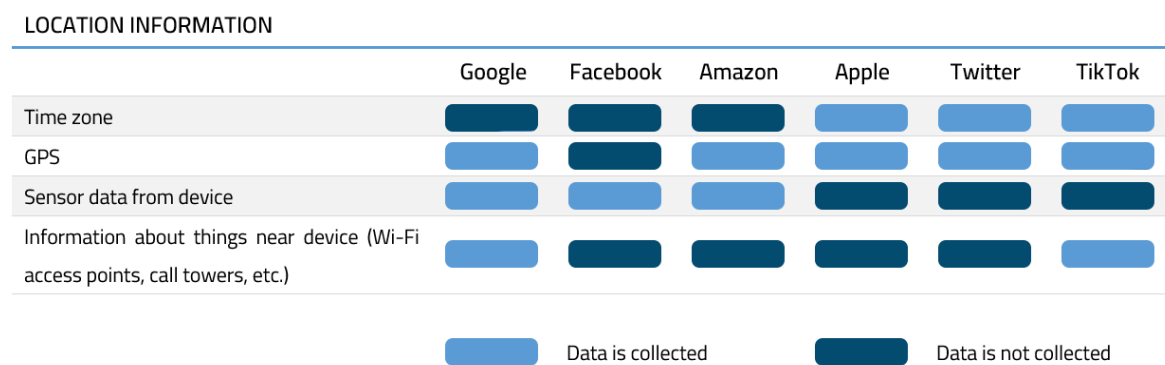 LOCATION INFORMATION
Google Facebook Amazon Apple Twitter TikTok
Time zone
GPS
Sensor data from device
Information about things near device (Wi-Fi
access points, call towers, etc.)
Data is collected Data is not collected